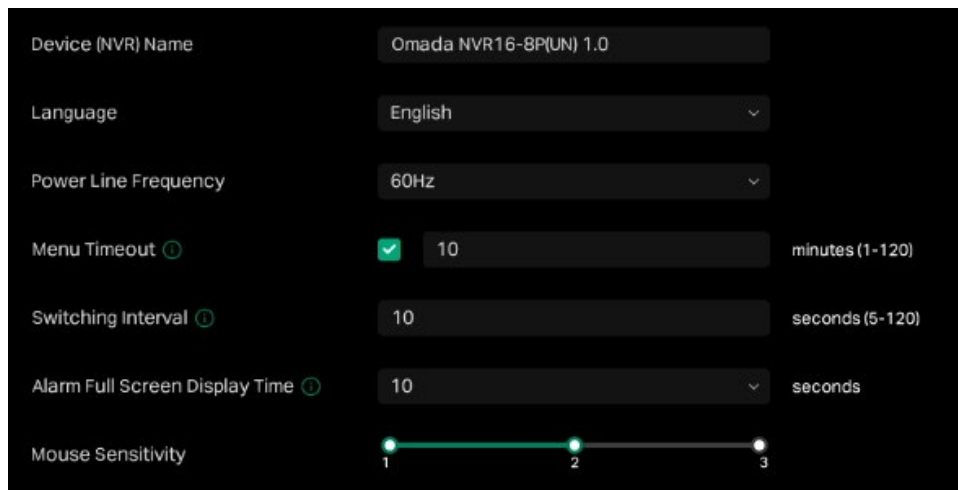 Device (NVR) Name Omada NVR16-8P(UN) 1.0
Language English
Power Line Frequency 60Hz
Menu Timeout 10 minutes (1-120)
Switching Interval 10 seconds (5-120)
Alarm Full Screen Display Time 10 seconds
Mouse Sensitivity
1 2 3